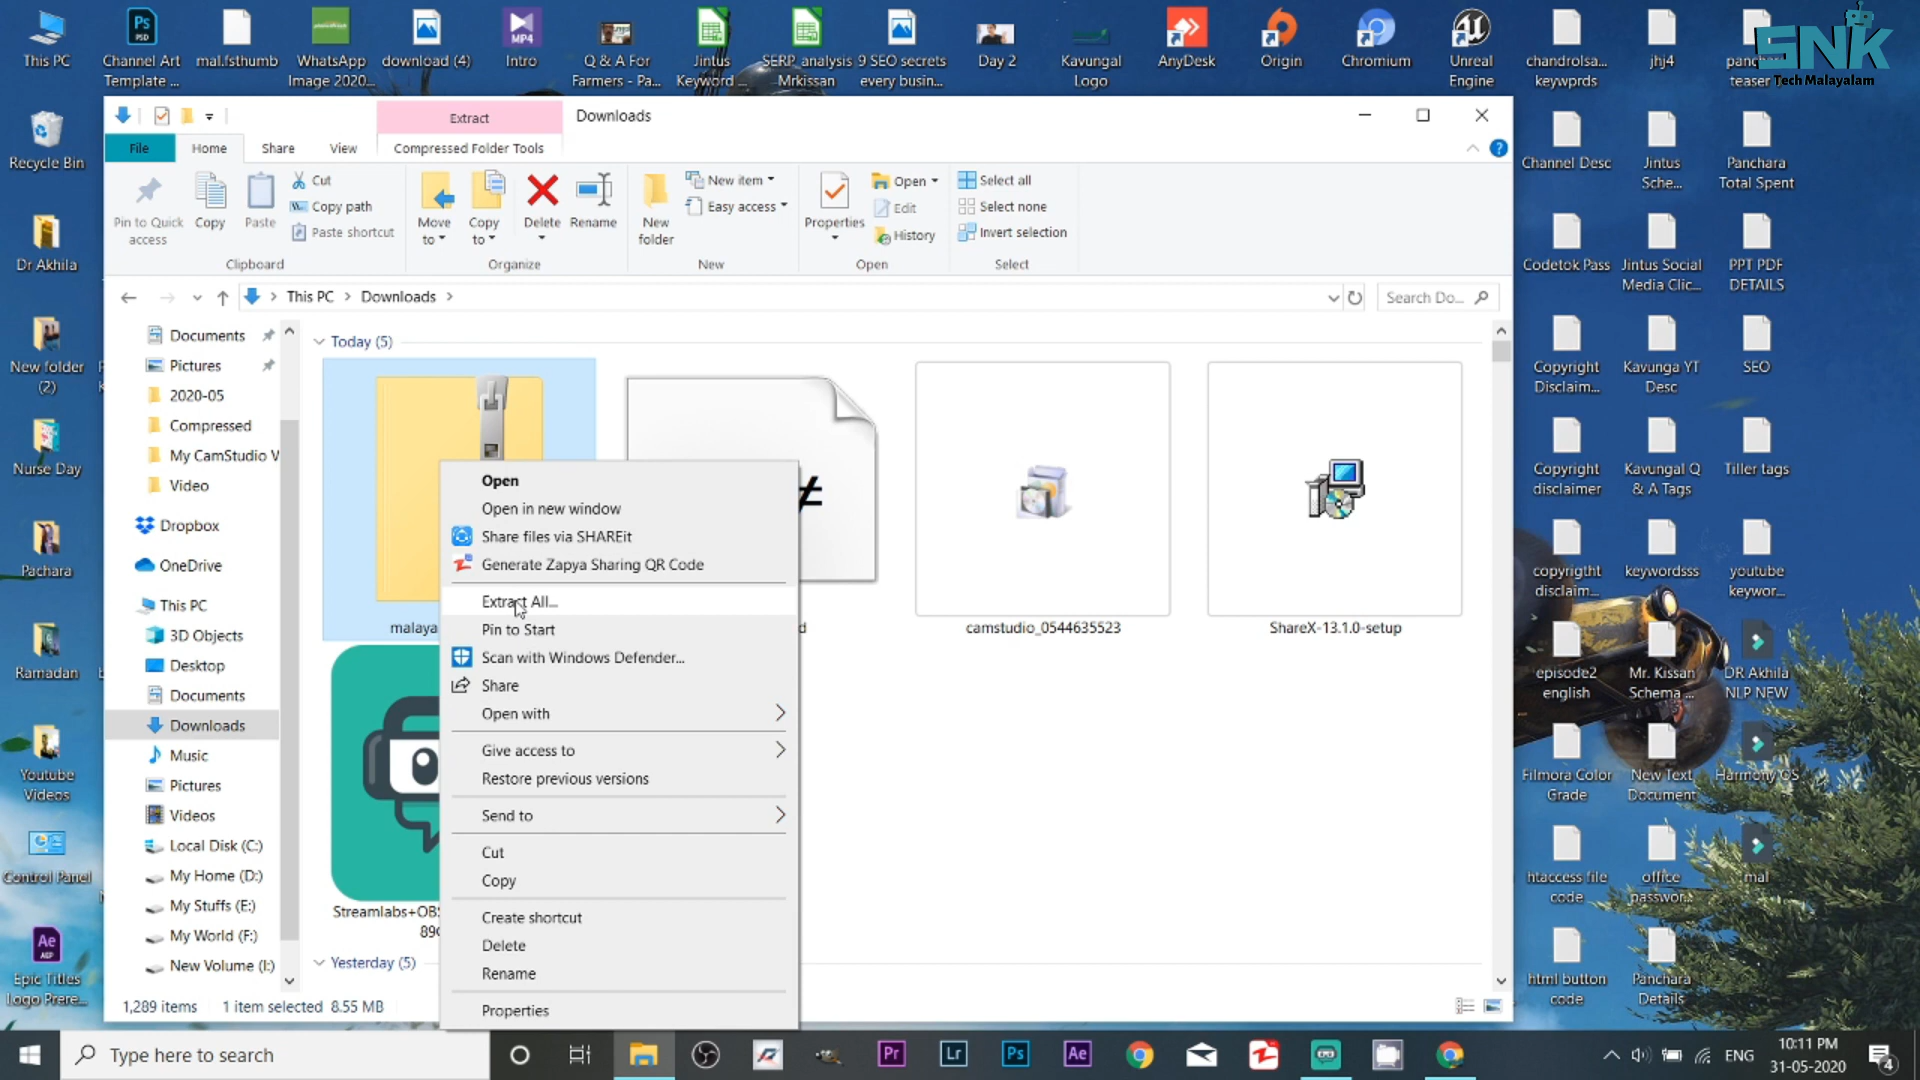 This PC
Channel Art
Template ...
mal.fsthumb
WhatsApp
Image 2020...
download (4)
MP4
Intro
Q & A For
Farmers - Pa...
Jintus
Keyword ...
SERP_analysis
Mrkissan
9 SEO secrets
every busin...
Day 2
Kavungal
Logo
AnyDesk
Origin
Chromium
Unreal
Engine
chandrolsa...
keywprds
jhj4
teaser
SNK
Tech Malayalam
Extract
Downloads
File
Home
Share
View
Compressed Folder Tools
Pin to Quick
access
Copy
Paste
Cut
Copy path
Paste shortcut
Clipboard
Move
to
Copy
to
Delete
Rename
Organize
New
folder
New item
Easy access
New
Properties
Open
Edit
History
Open
Select all
Select none
Invert selection
Select
This PC > Downloads >
Search Do...
Documents
Pictures
2020-05
Compressed
My CamStudio V
Video
Dropbox
OneDrive
This PC
3D Objects
Desktop
Documents
Downloads
Music
Pictures
Videos
Local Disk (C:)
My Home (D:)
My Stuffs (E:)
My World (F:)
New Volume (I:)
Today (5)
malaya
d
camstudio_0544635523
ShareX-13.1.0-setup
Streamlabs+OBS
890
Yesterday (5)
Open
Open in new window
Share files via SHAREit
Generate Zapya Sharing QR Code
Extract All...
Pin to Start
Scan with Windows Defender...
Share
Open with
Give access to
Restore previous versions
Send to
Cut
Copy
Create shortcut
Delete
Rename
Properties
1,289 items
1 item selected 8.55 MB
Recycle Bin
Dr Akhila
New folder
(2)
Nurse Day
Pachara
Ramadan
Youtube
Videos
Control Panel
Epic Titles
Logo Prere...
Channel Desc
Jintus
Sche...
Panchara
Total Spent
Codetok Pass
Jintus Social
Media Clic...
PPT PDF
DETAILS
Copyright
Disclaim...
Kavunga YT
Desc
SEO
Copyright
disclaimer
Kavungal Q
& A Tags
Tiller tags
copyrigtht
disclaim...
keywordsss
youtube
keywor...
episode2
english
Mr. Kissan
Schema ...
DR Akhila
NLP NEW
Filmora Color
Grade
New Text
Document
Harmony OS
htaccess file
code
office
passwor...
mal
html button
code
Panchara
Details
Type here to search
Pr
Lr
Ps
Ae
ENG
10:11 PM
31-05-2020
4